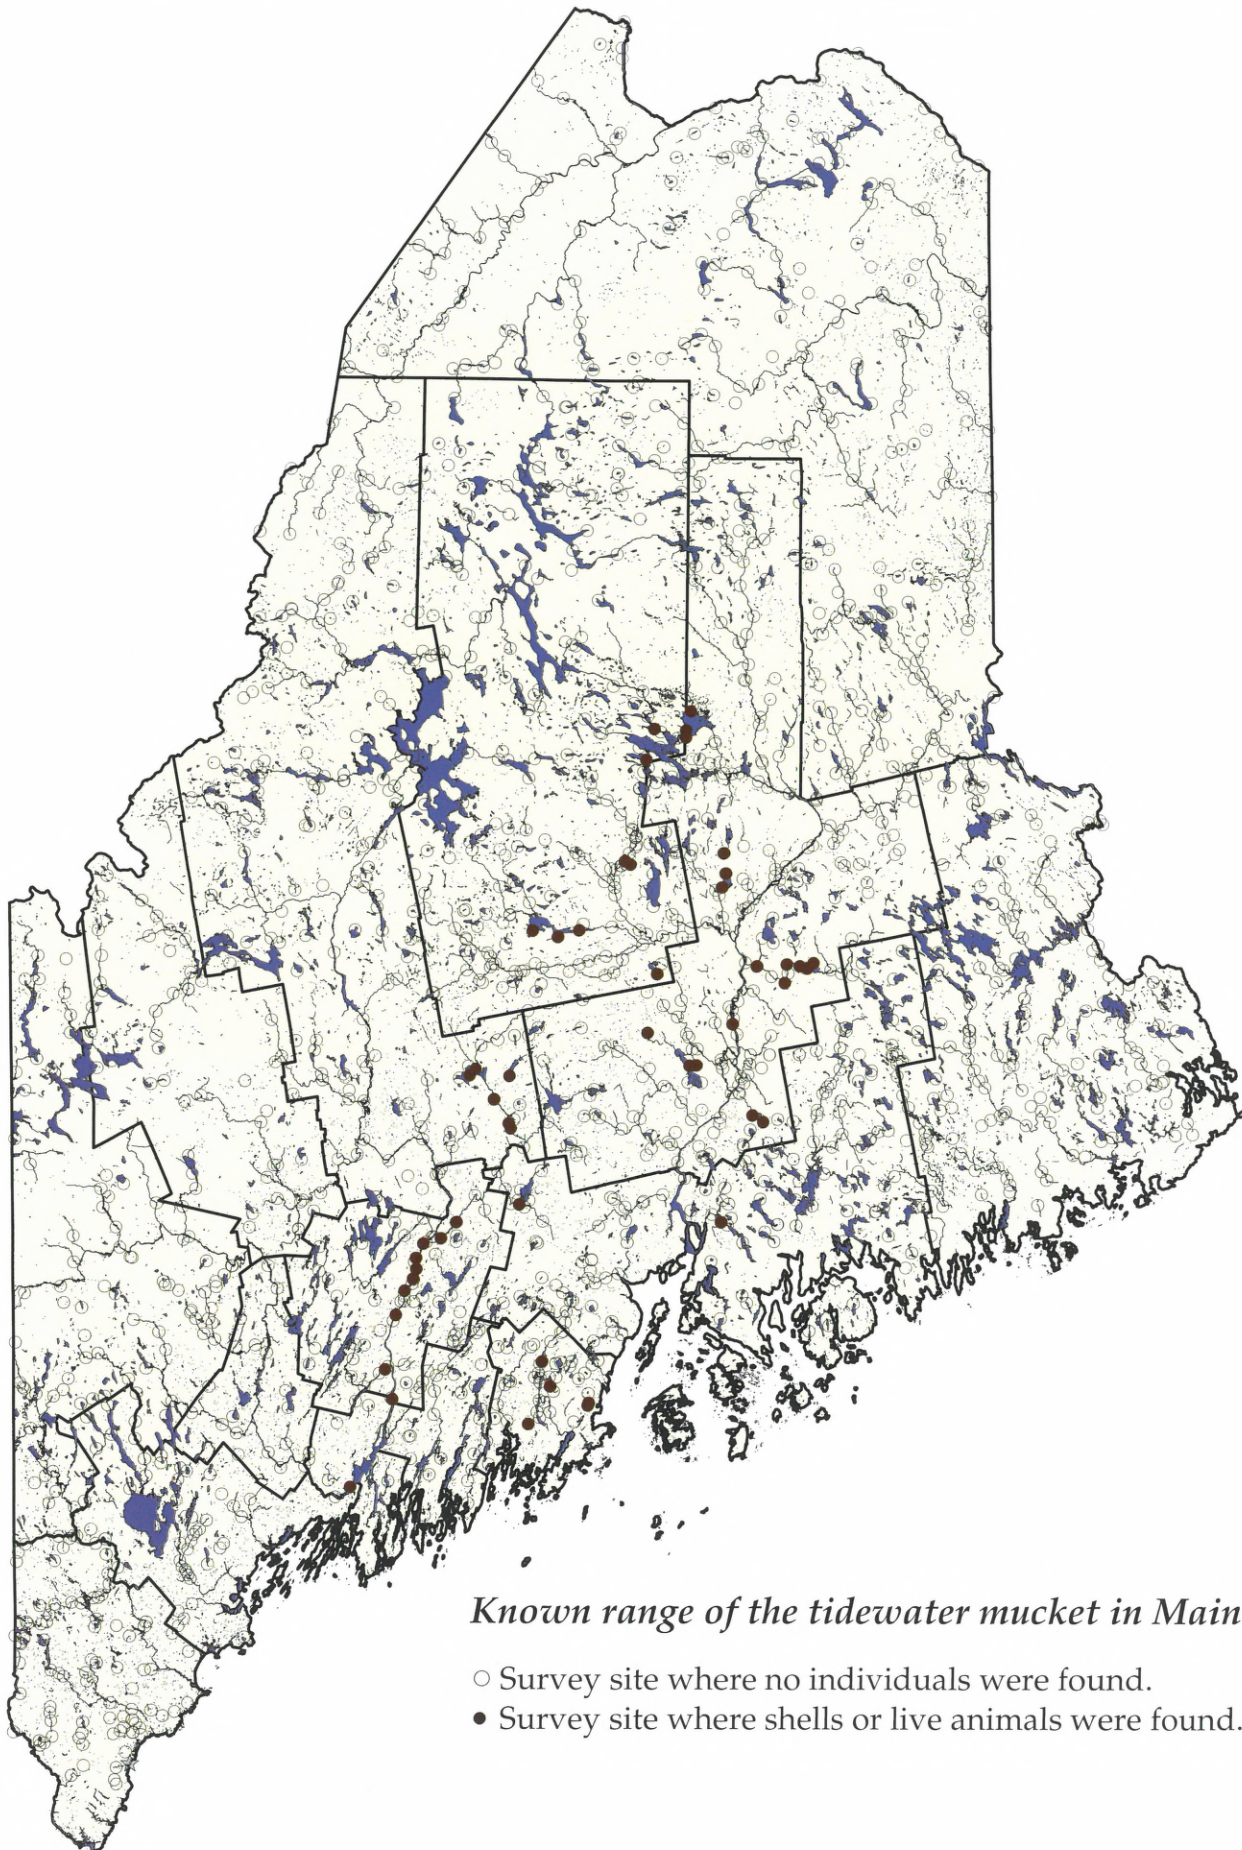 Known range of the tidewater mucket in Main
○ Survey site where no individuals were found.
● Survey site where shells or live animals were found.